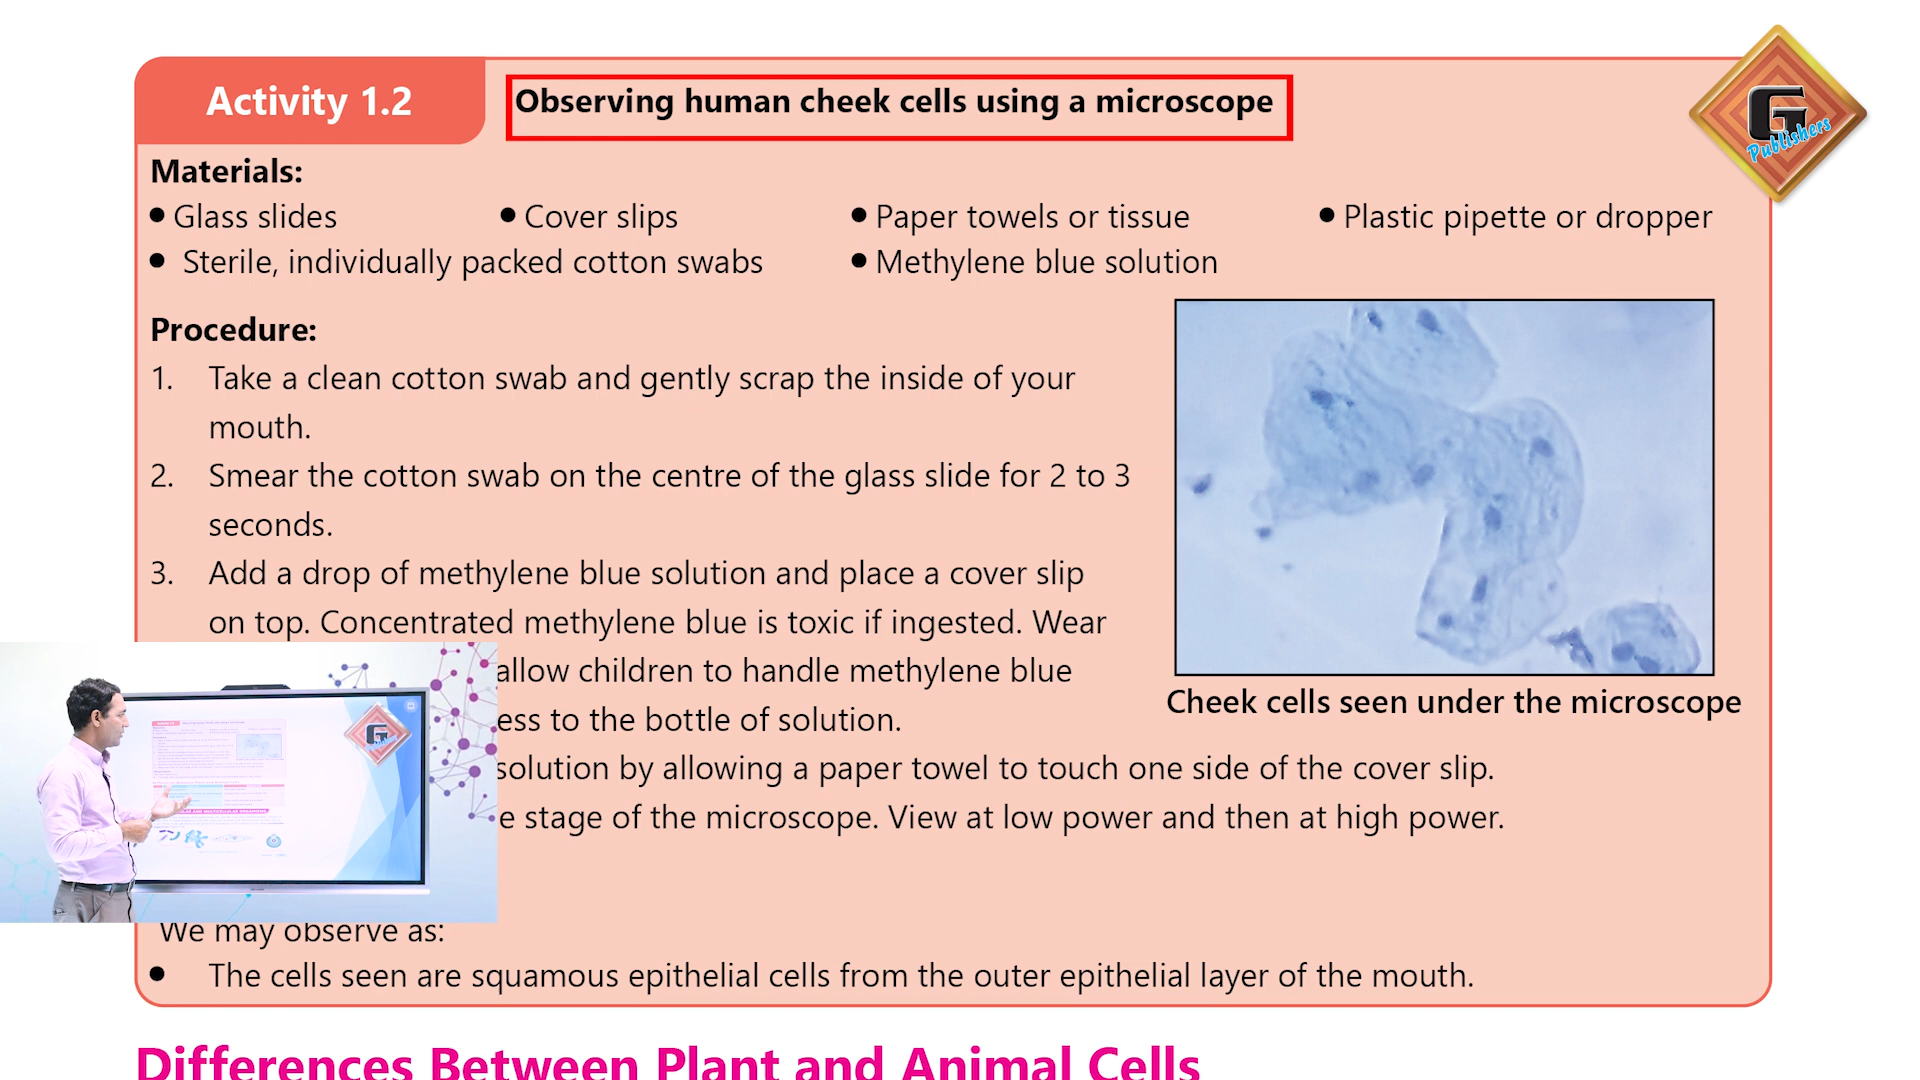 Activity 1.2
Observing human cheek cells using a microscope
G
Publishers
Materials:
● Glass slides ● Cover slips ● Paper towels or tissue ● Plastic pipette or dropper
● Sterile, individually packed cotton swabs ● Methylene blue solution
Procedure:
1. Take a clean cotton swab and gently scrap the inside of your
mouth.
2. Smear the cotton swab on the centre of the glass slide for 2 to 3
seconds.
3. Add a drop of methylene blue solution and place a cover slip
on top. Concentrated methylene blue is toxic if ingested. Wear
allow children to handle methylene blue
ess to the bottle of solution.
solution by allowing a paper towel to touch one side of the cover slip.
e stage of the microscope. View at low power and then at high power.
Cheek cells seen under the microscope
We may observe as:
● The cells seen are squamous epithelial cells from the outer epithelial layer of the mouth.
Differences Between Plant and Animal Cells